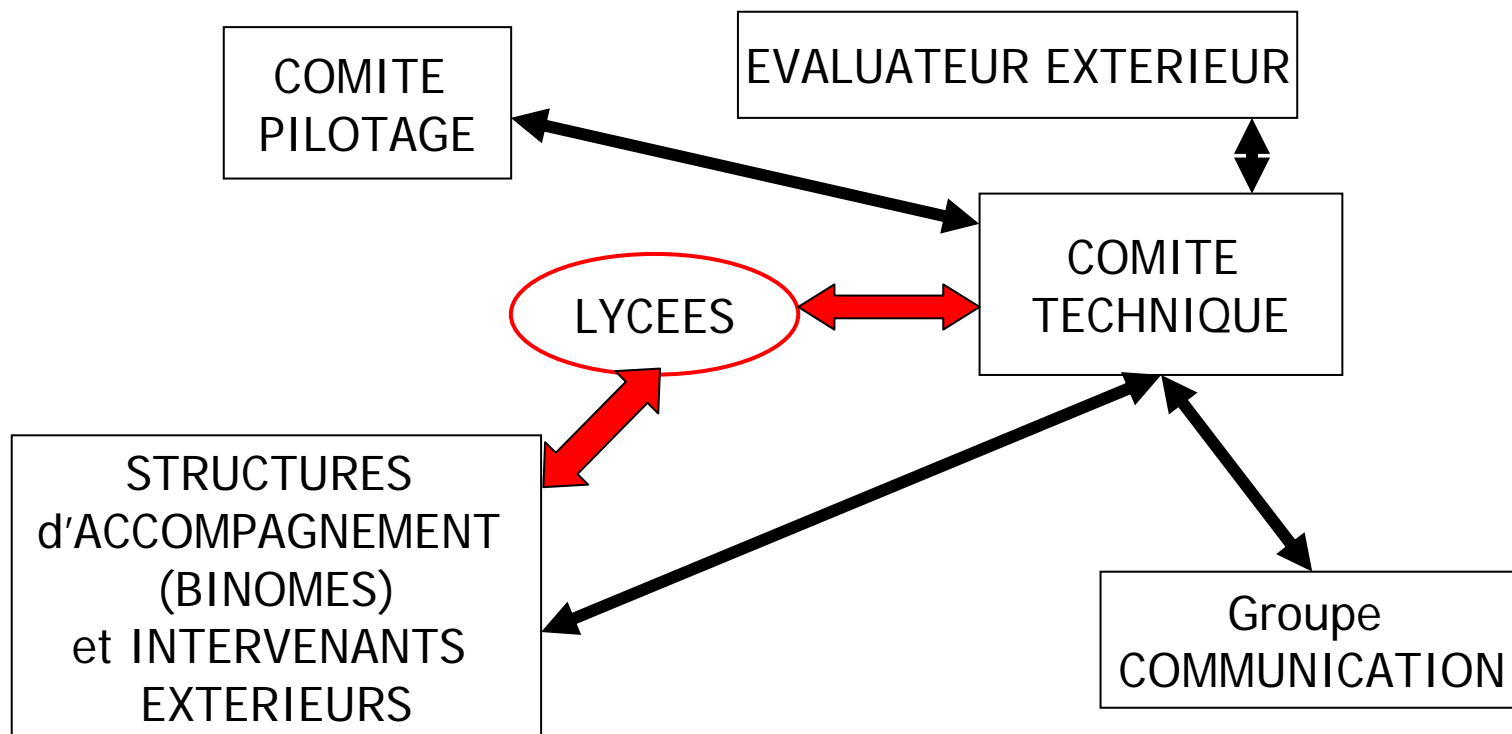 COMITE
PILOTAGE
EVALUATEUR EXTERIEUR
COMITE
TECHNIQUE
LYCEES
STRUCTURES
d'ACCOMPAGNEMENT
(BINOMES)
et INTERVENANTS
EXTERIEURS
Groupe
COMMUNICATION